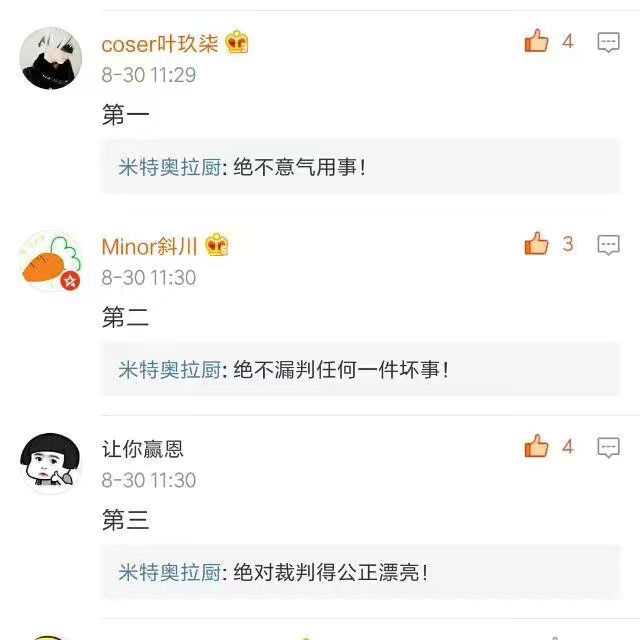 coser叶玖柒
4
8-30 11:29
第一
米特奥拉厨: 绝不意气用事！
Minor斜川
3
8-30 11:30
第二
米特奥拉厨: 绝不漏判任何一件坏事！
让你赢恩
4
8-30 11:30
第三
米特奥拉厨: 绝对裁判得公正漂亮！